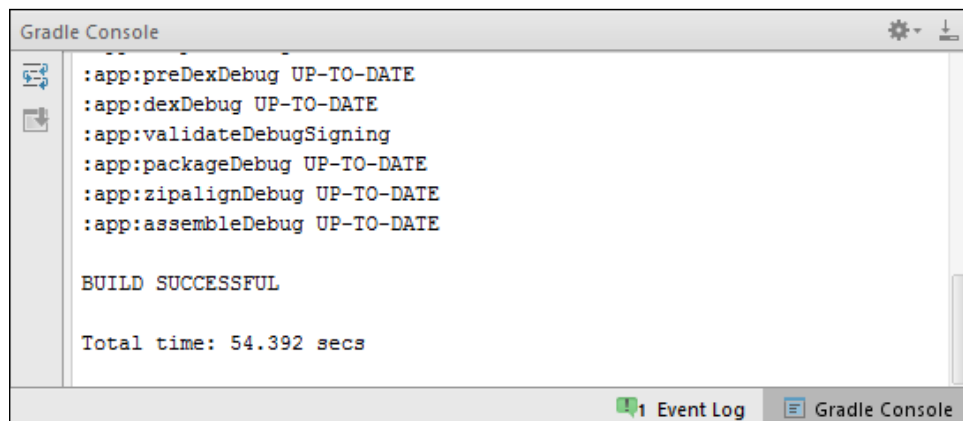 Gradle Console
:app:preDexDebug UP-TO-DATE
:app:dexDebug UP-TO-DATE
:app:validateDebugSigning
:app:packageDebug UP-TO-DATE
:app:zipalignDebug UP-TO-DATE
:app:assembleDebug UP-TO-DATE
BUILD SUCCESSFUL
Total time: 54.392 secs
1 Event Log Gradle Console